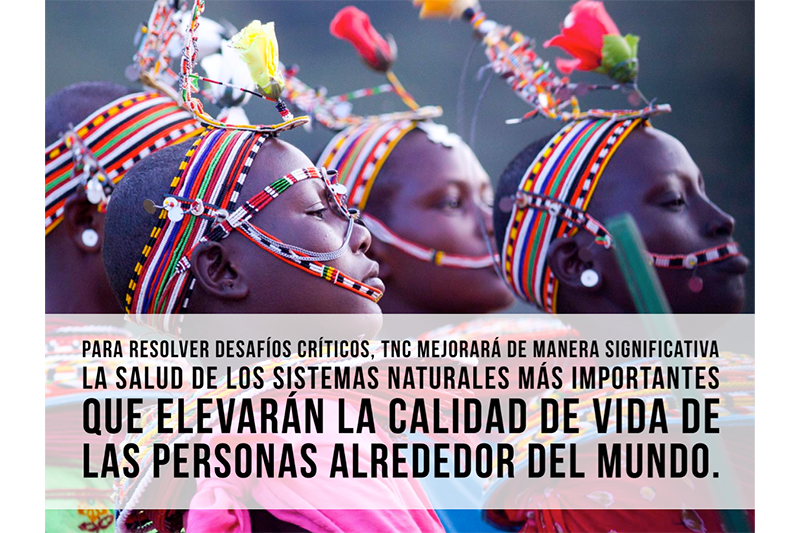 PARA RESOLVER DESAFÍOS CRÍTICOS, TNC MEJORARÁ DE MANERA SIGNIFICATIVA
LA SALUD DE LOS SISTEMAS NATURALES MÁS IMPORTANTES
QUE ELEVARÁN LA CALIDAD DE VIDA DE
LAS PERSONAS ALREDEDOR DEL MUNDO.